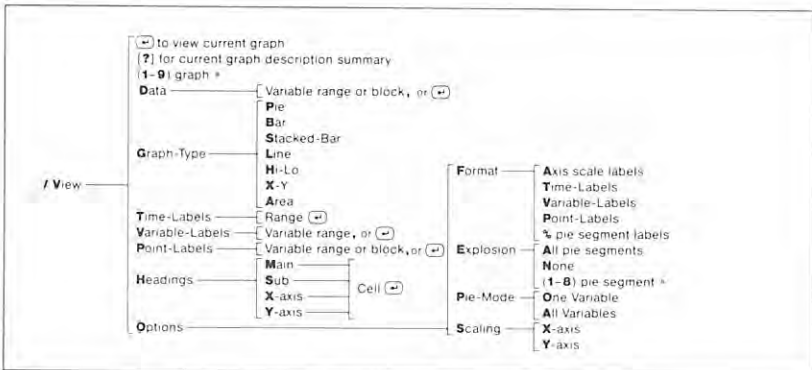 / View
↵ to view current graph
[?] for current graph description summary
(1-9) graph »
Data
Variable range or block, or ↵
Graph-Type
Pie
Bar
Stacked-Bar
Line
Hi-Lo
X-Y
Area
Time-Labels
Range ↵
Variable-Labels
Variable range, or ↵
Point-Labels
Variable range or block, or ↵
Headings
Main
Sub
X-axis
Y-axis
Cell ↵
Options
Format
Axis scale labels
Time-Labels
Variable-Labels
Point-Labels
% pie segment labels
Explosion
All pie segments
None
(1-8) pie segment »
Pie-Mode
One Variable
All Variables
Scaling
X-axis
Y-axis